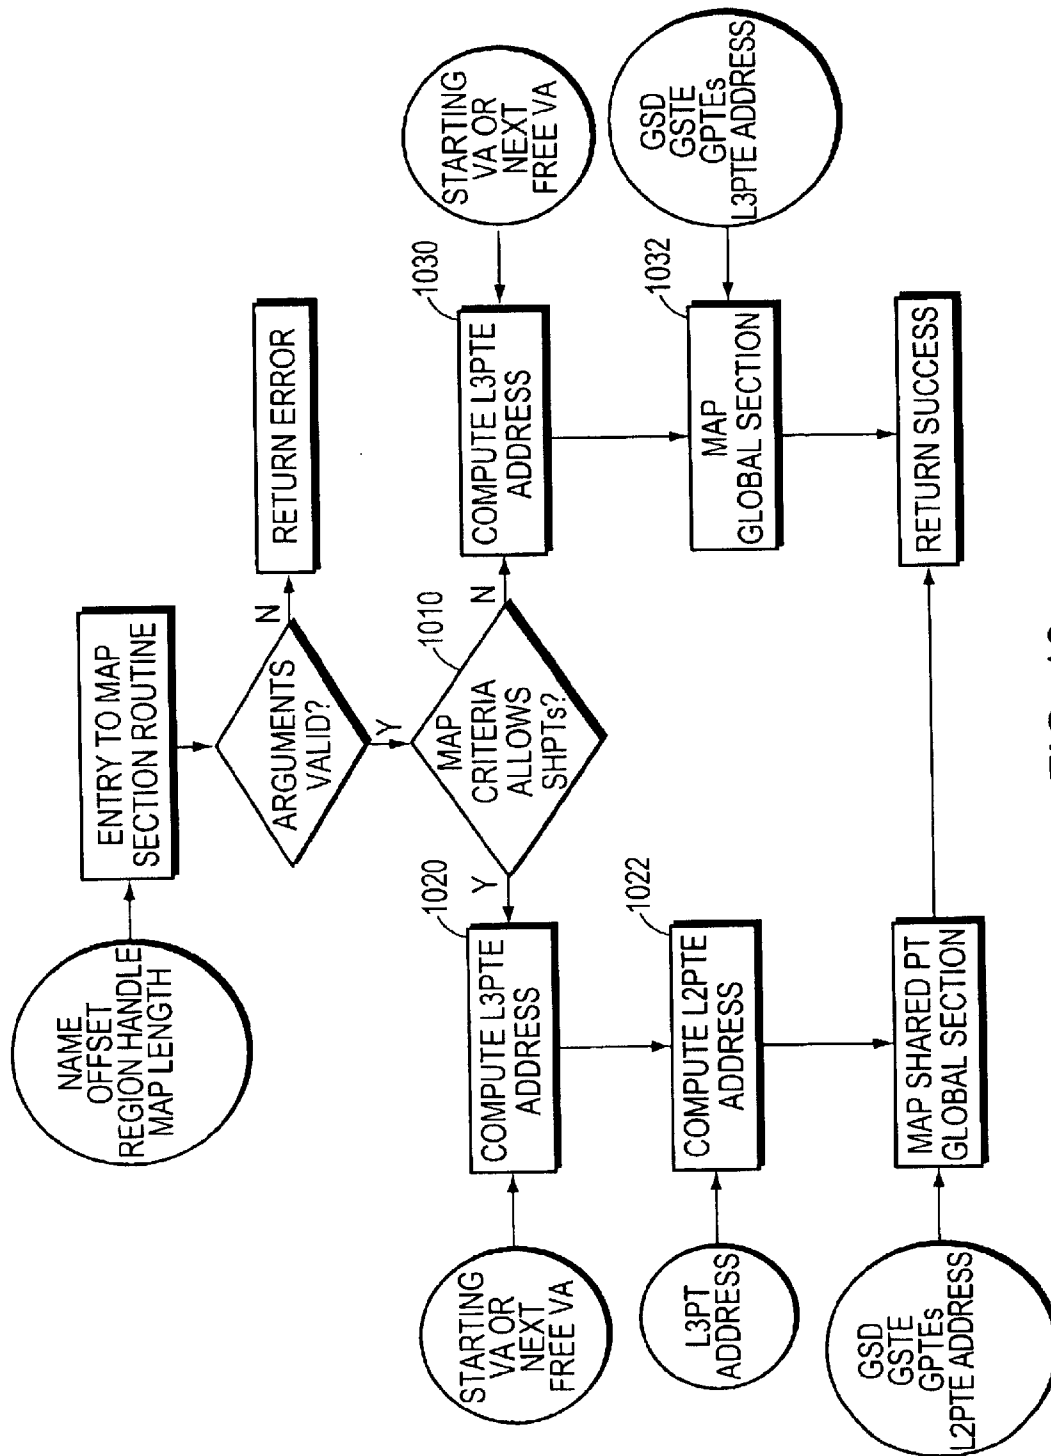 NAME
OFFSET
REGION HANDLE
MAP LENGTH
ENTRY TO MAP
SECTION ROUTINE
ARGUMENTS
VALID?
N
RETURN ERROR
Y
MAP
CRITERIA
ALLOWS
SHPTs?
1010
Y
N
STARTING
VA OR
NEXT
FREE VA
1020
COMPUTE L3PTE
ADDRESS
1030
COMPUTE L3PTE
ADDRESS
STARTING
VA OR
NEXT
FREE VA
L3PT
ADDRESS
1022
COMPUTE L2PTE
ADDRESS
1032
MAP
GLOBAL SECTION
GSD
GSTE
GPTEs
L3PTE ADDRESS
GSD
GSTE
GPTEs
L2PTE ADDRESS
MAP SHARED PT
GLOBAL SECTION
RETURN SUCCESS